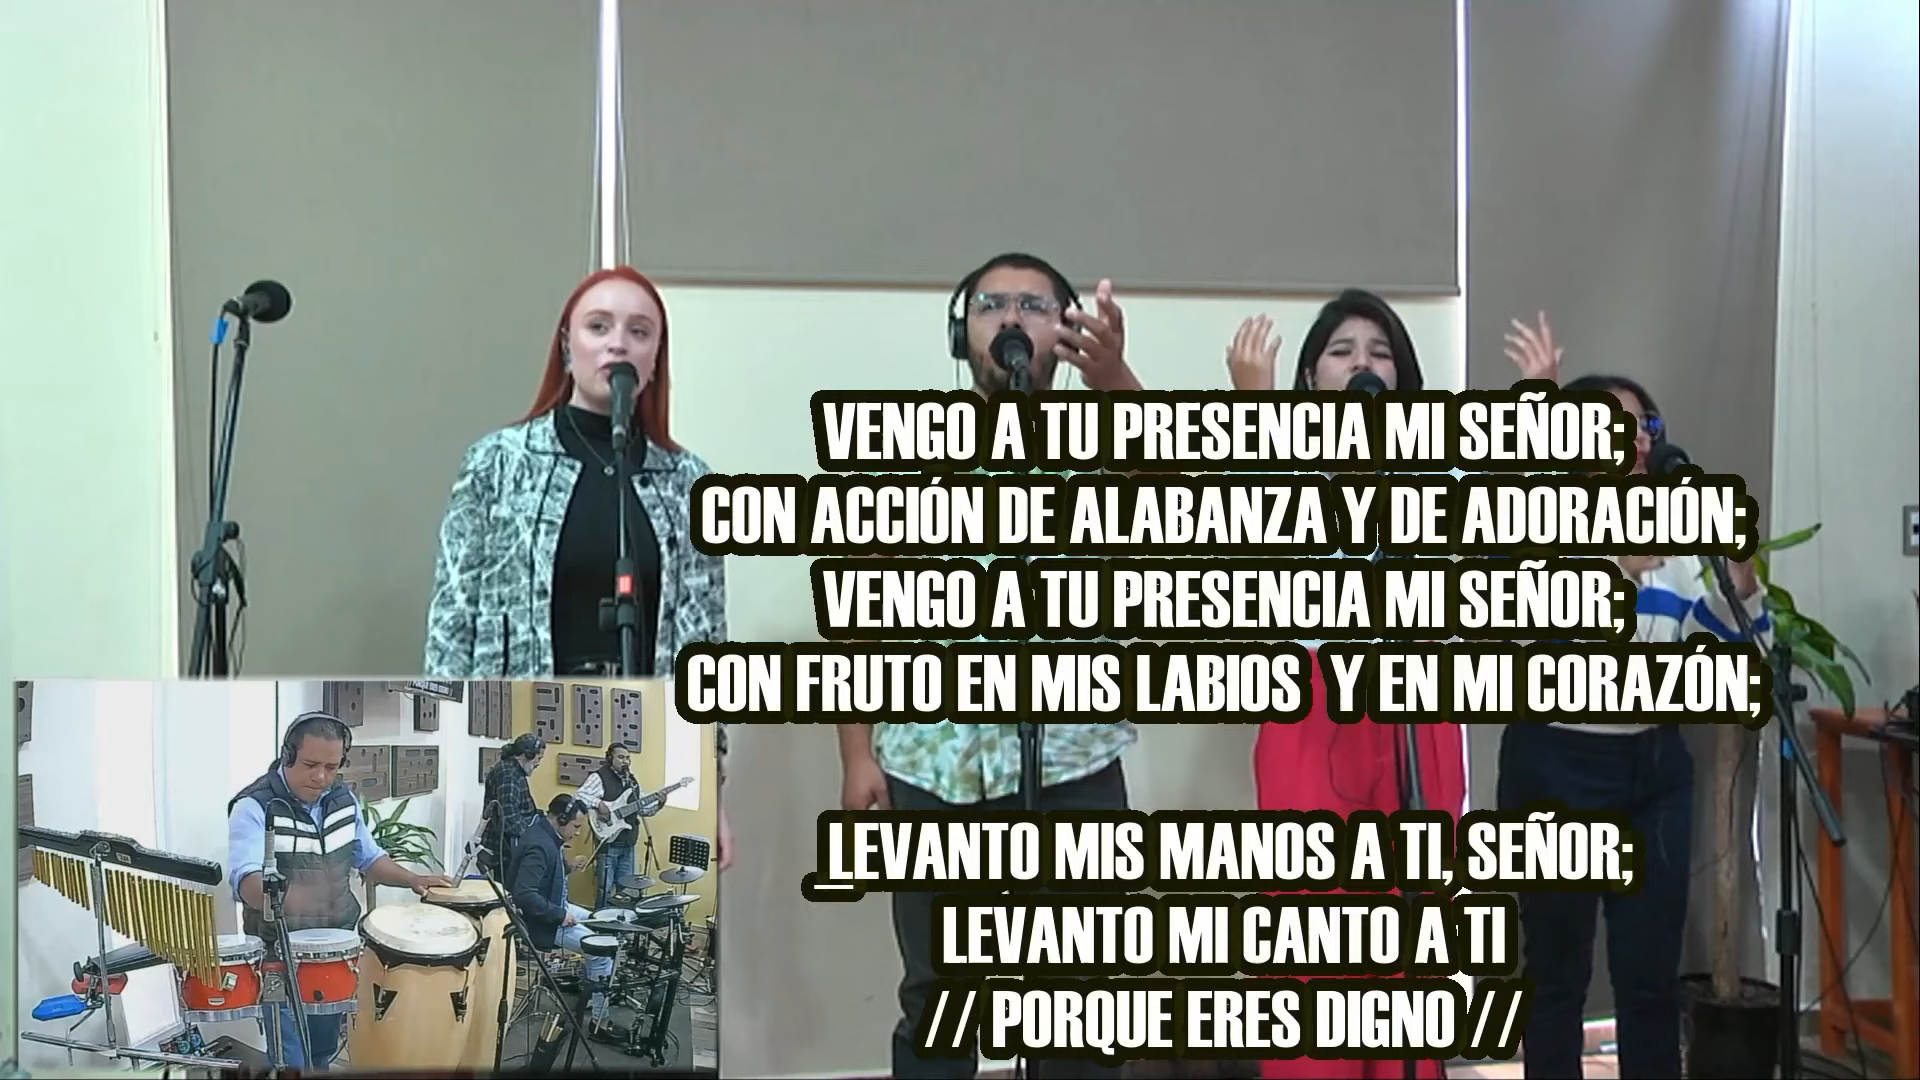 VENGO A TU PRESENCIA MI SEÑOR;
CON ACCIÓN DE ALABANZA Y DE ADORACIÓN;
VENGO A TU PRESENCIA MI SEÑOR;
CON FRUTO EN MIS LABIOS Y EN MI CORAZÓN;
LEVANTO MIS MANOS A TI, SEÑOR;
LEVANTO MI CANTO A TI
// PORQUE ERES DIGNO //